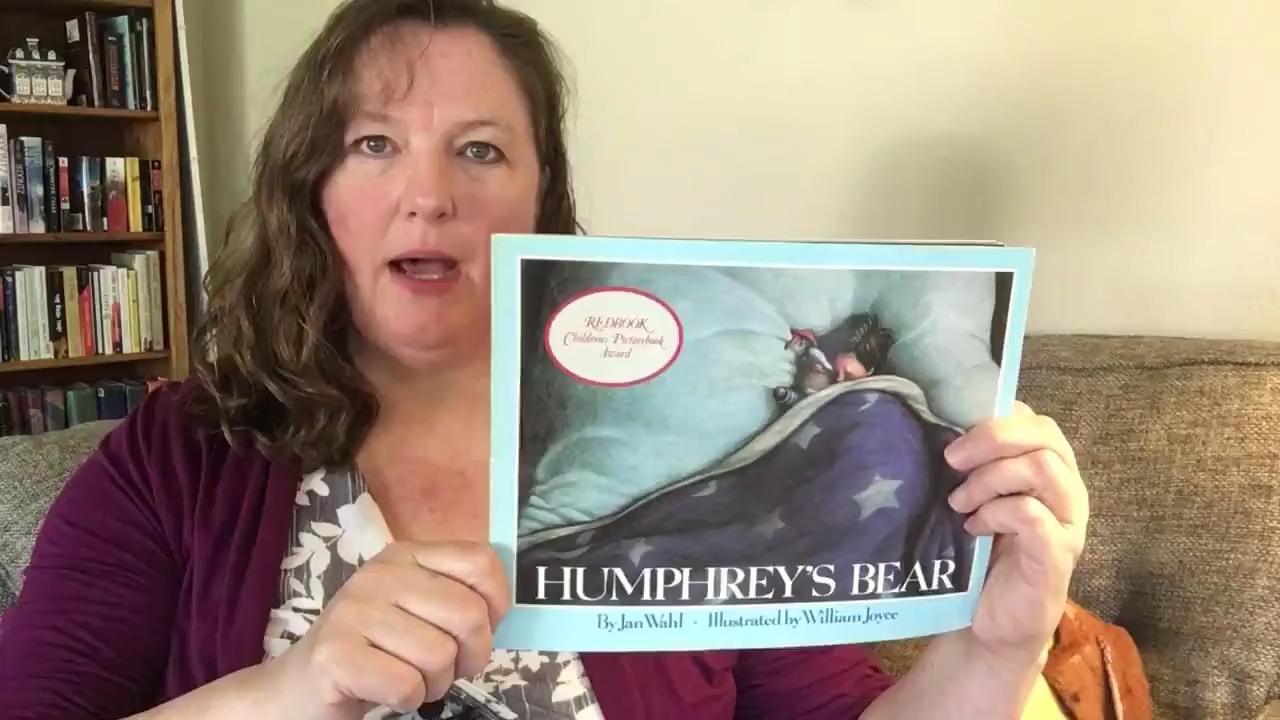 REDBOOK
Children's Picturebook
Award
HUMPHREY'S BEAR
By Jan Wahl · Illustrated by William Joyce